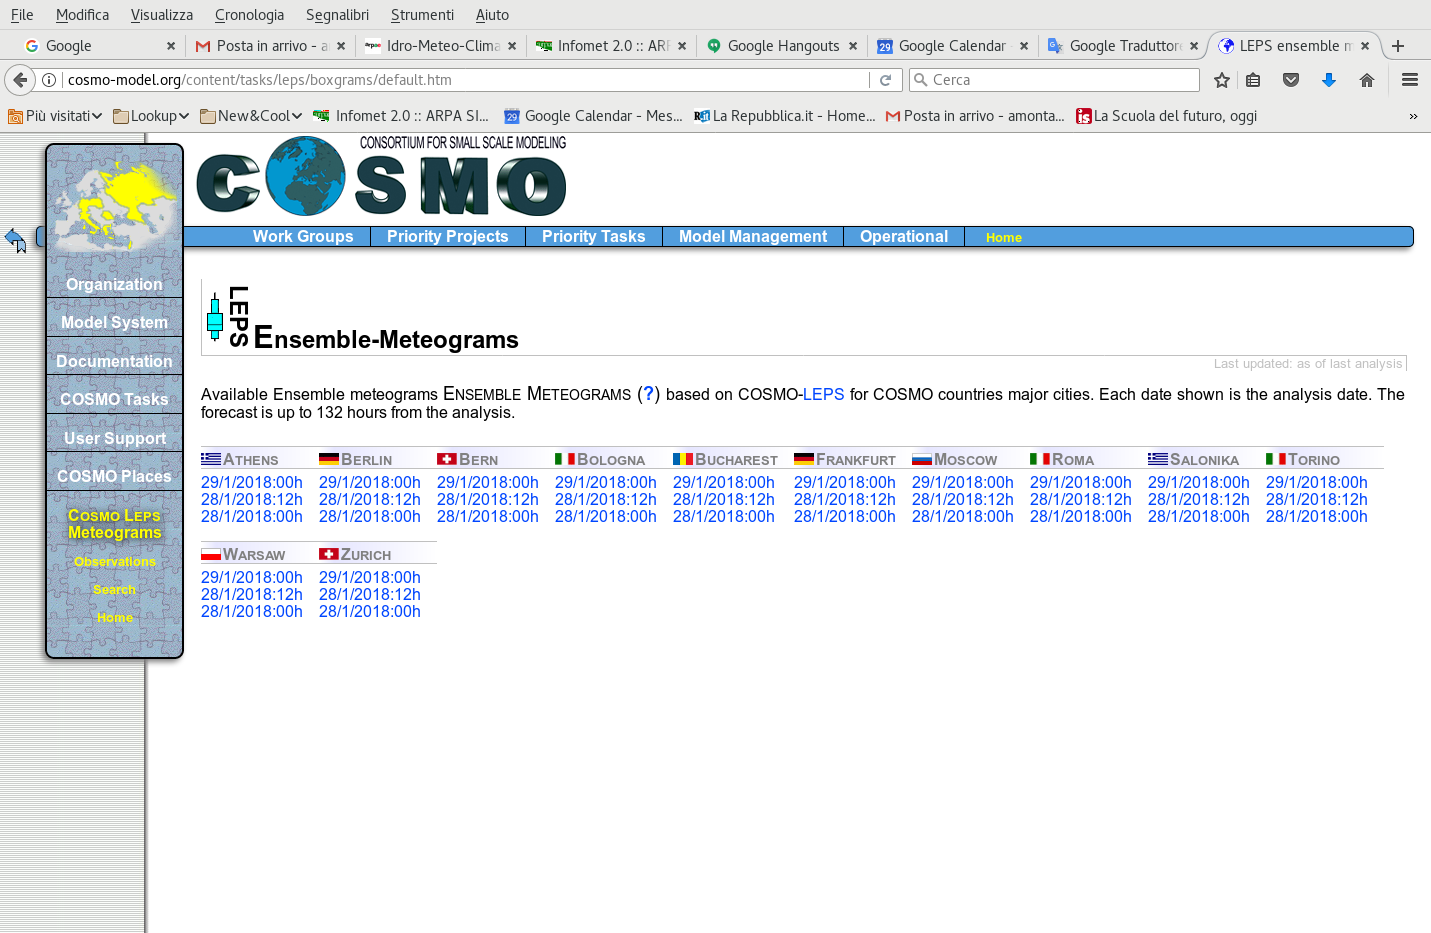 File Modifica Visualizza Cronologia Segnalibri Strumenti Aiuto
Google Posta in arrivo - a Idro-Meteo-Clima Infomet 2.0 :: ARP Google Hangouts Google Calendar - Google Traduttore LEPS ensemble m
cosmo-model.org/content/tasks/leps/boxgrams/default.htm Cerca
Più visitati Lookup New&Cool Infomet 2.0 :: ARPA SI... Google Calendar - Mes... La Repubblica.it - Home... Posta in arrivo - amonta... La Scuola del futuro, oggi »
CONSORTIUM FOR SMALL SCALE MODELING
COSMO
Work Groups Priority Projects Priority Tasks Model Management Operational Home
Organization
Model System
Documentation
COSMO Tasks
User Support
COSMO Places
COSMO LEPS
Meteograms
Observations
Search
Home
LEPS
Ensemble-Meteograms
Last updated: as of last analysis
Available Ensemble meteograms ENSEMBLE METEOGRAMS (?) based on COSMO-LEPS for COSMO countries major cities. Each date shown is the analysis date. The
forecast is up to 132 hours from the analysis.
ATHENS BERLIN BERN BOLOGNA BUCHAREST FRANKFURT MOSCOW ROMA SALONIKA TORINO
29/1/2018:00h 29/1/2018:00h 29/1/2018:00h 29/1/2018:00h 29/1/2018:00h 29/1/2018:00h 29/1/2018:00h 29/1/2018:00h 29/1/2018:00h 29/1/2018:00h
28/1/2018:12h 28/1/2018:12h 28/1/2018:12h 28/1/2018:12h 28/1/2018:12h 28/1/2018:12h 28/1/2018:12h 28/1/2018:12h 28/1/2018:12h 28/1/2018:12h
28/1/2018:00h 28/1/2018:00h 28/1/2018:00h 28/1/2018:00h 28/1/2018:00h 28/1/2018:00h 28/1/2018:00h 28/1/2018:00h 28/1/2018:00h 28/1/2018:00h
WARSAW ZURICH
29/1/2018:00h 29/1/2018:00h
28/1/2018:12h 28/1/2018:12h
28/1/2018:00h 28/1/2018:00h